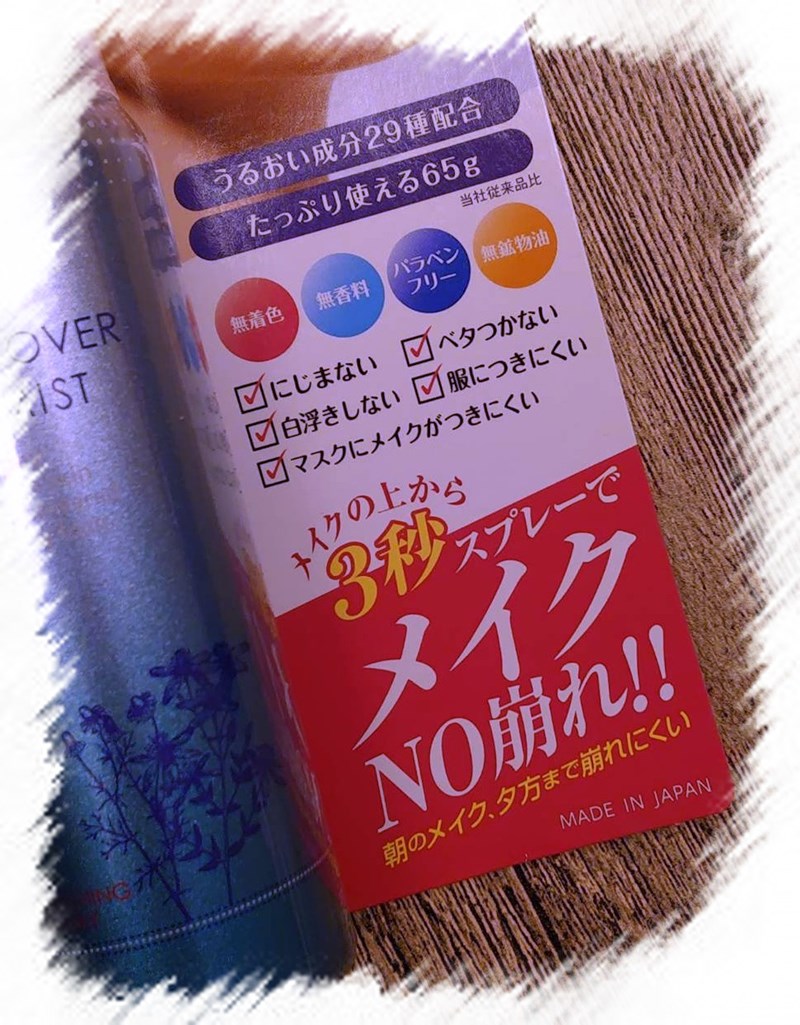 うるおい成分29種配合
たっぷり使える65g
当社従来品比
無着色
無香料
パラベン
フリー
無鉱物油
にじまない
ベタつかない
白浮きしない
服につきにくい
マスクにメイクがつきにくい
メイクの上から
3秒スプレーで
メイク
NO崩れ!!
朝のメイク、夕方まで崩れにくい
MADE IN JAPAN
OVER
MIST